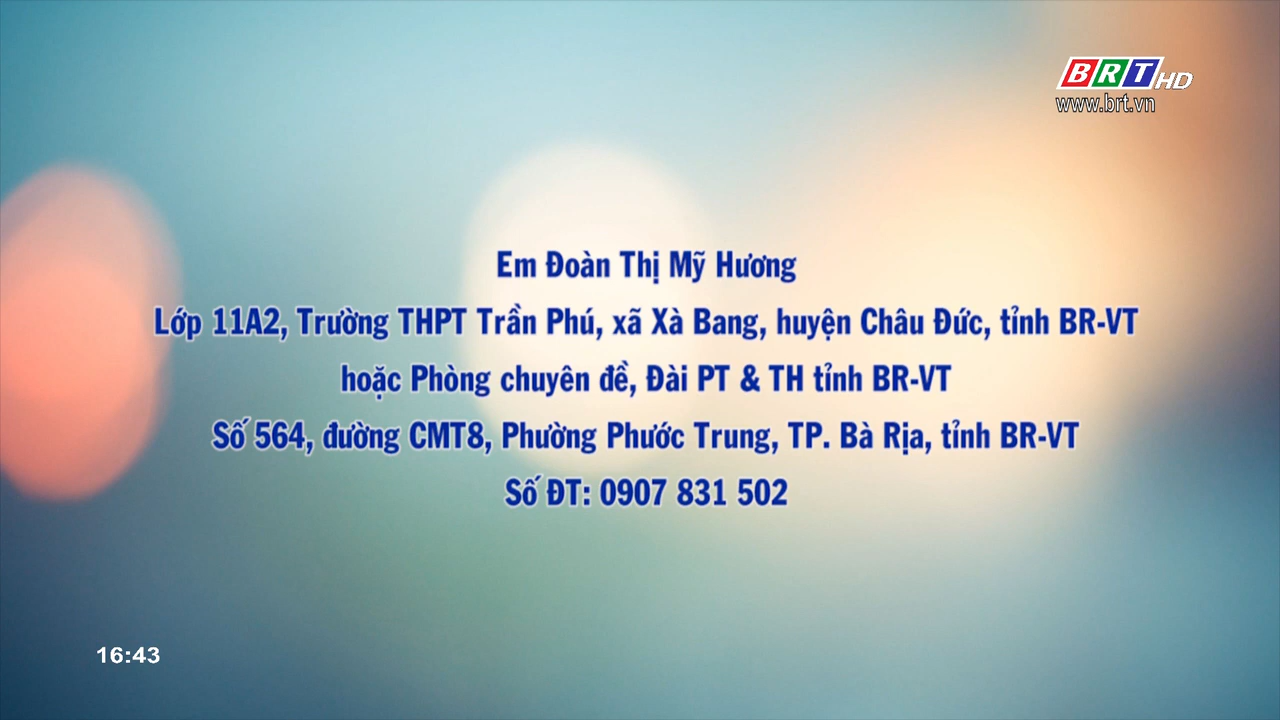 BRT HD
www.brt.vn
Em Đoàn Thị Mỹ Hương
Lớp 11A2, Trường THPT Trần Phú, xã Xà Bang, huyện Châu Đức, tỉnh BR-VT
hoặc Phòng chuyên đề, Đài PT & TH tỉnh BR-VT
Số 564, đường CMT8, Phường Phước Trung, TP. Bà Rịa, tỉnh BR-VT
Số ĐT: 0907 831 502
16:43